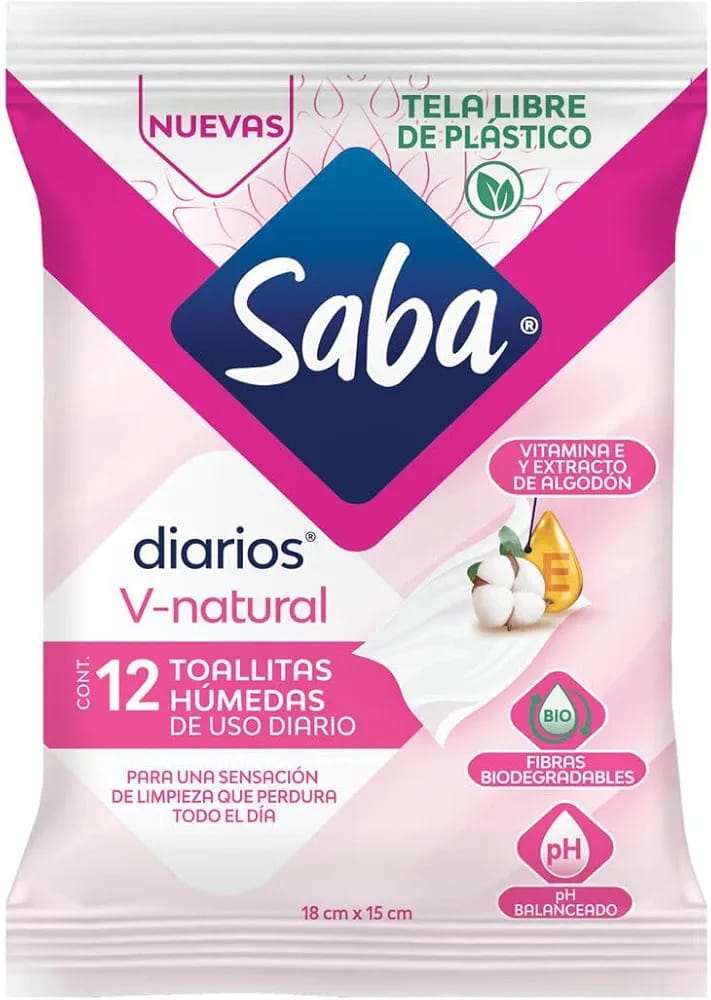 NUEVAS
TELA LIBRE
DE PLÁSTICO
Saba®
VITAMINA E
Y EXTRACTO
DE ALGODÓN
E
diarios®
V-natural
CONT. 12 TOALLITAS
HÚMEDAS
DE USO DIARIO
BIO
FIBRAS
BIODEGRADABLES
PARA UNA SENSACIÓN
DE LIMPIEZA QUE PERDURA
TODO EL DÍA
pH
pH
BALANCEADO
18 cm x 15 cm